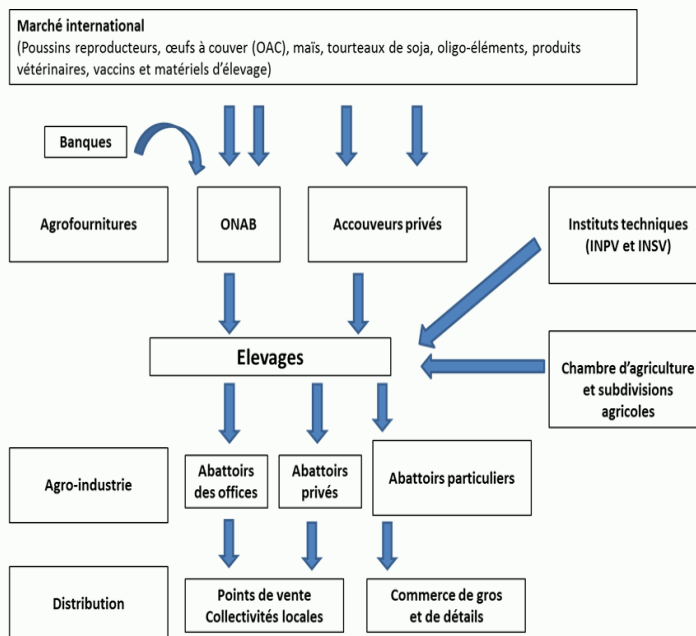 Marché international
(Poussins reproducteurs, œufs à couver (OAC), maïs, tourteaux de soja, oligo-éléments, produits
vétérinaires, vaccins et matériels d'élevage)
Banques
Agrofournitures
ONAB
Accouveurs privés
Instituts techniques
(INPV et INSV)
Elevages
Chambre d'agriculture
et subdivisions
agricoles
Agro-industrie
Abattoirs
des offices
Abattoirs
privés
Abattoirs particuliers
Distribution
Points de vente
Collectivités locales
Commerce de gros
et de détails